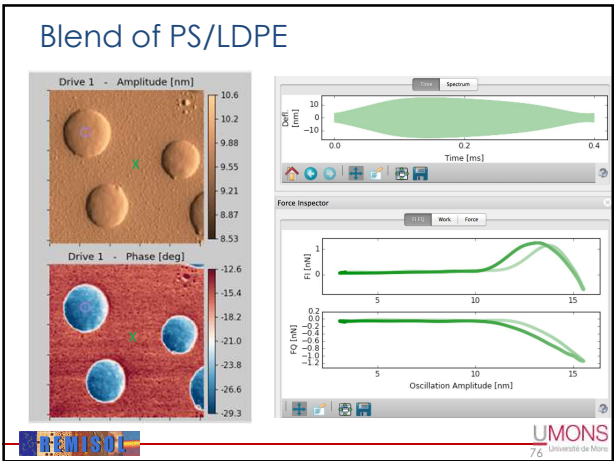 Blend of PS/LDPE
Drive 1 - Amplitude [nm]
10.6
10.2
9.88
9.55
9.21
8.87
8.53
X
Drive 1 - Phase [deg]
-12.6
-15.4
-18.2
-21.0
-23.8
-26.6
-29.3
X
Time Spectrum
Defl. [nm]
10
0
−10
0.0 0.2 0.4
Time [ms]
Force Inspector
FI FQ Work Force
FI [nN]
1
0
5 10 15
FQ [nN]
0.2
0.0
−0.2
−0.4
−0.6
−0.8
−1.0
−1.2
5 10 15
Oscillation Amplitude [nm]
REMISOL
UMONS
76 Université de Mons